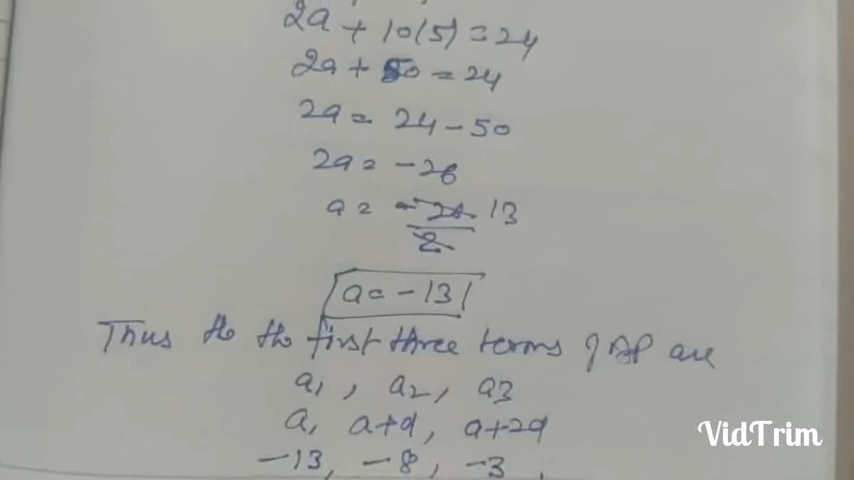 2a + 10(5) = 24
2a + 50 = 24
2a = 24 - 50
2a = -26
a = -26 13
2
a = -13
Thus the the first three terms of AP are
a1, a2, a3
a, a+d, a+2d
-13, -8, -3,
VidTrim